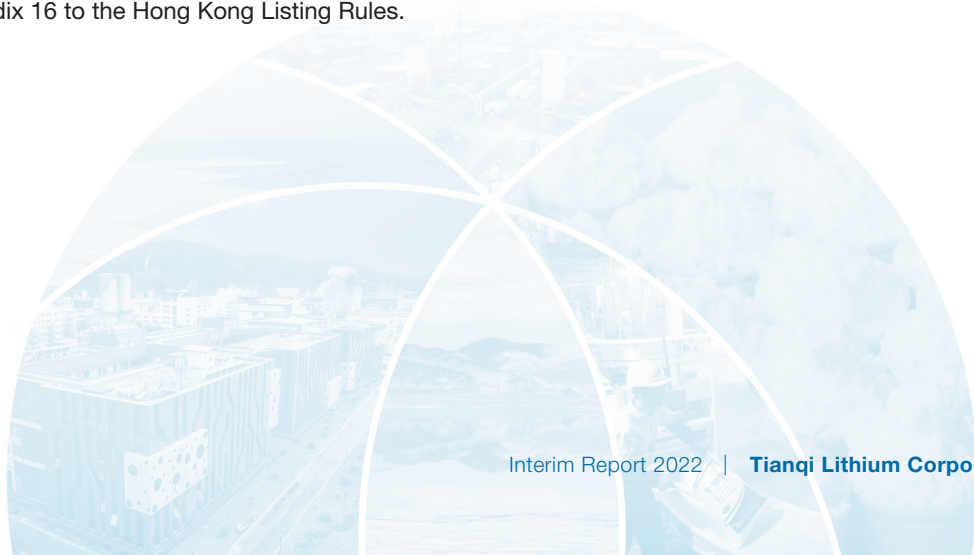 dix 16 to the Hong Kong Listing Rules.
Interim Report 2022 | Tianqi Lithium Corpo